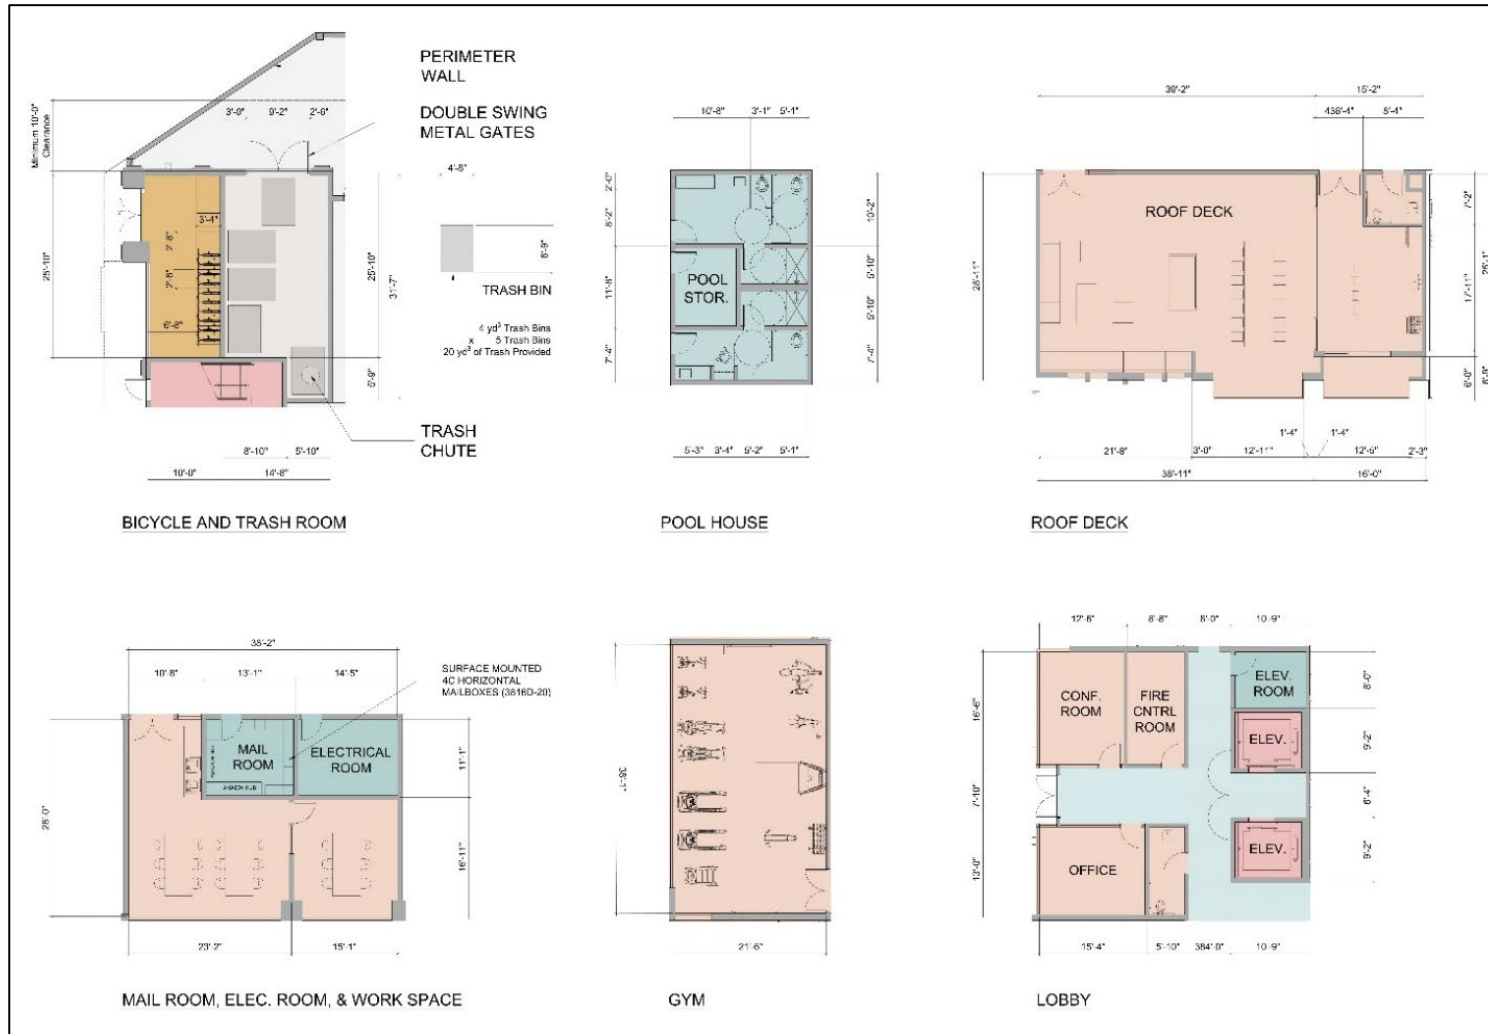 PERIMETER
WALL
DOUBLE SWING
METAL GATES
Minimum 10'-0"
Clearance
3'-0"
9'-2"
2'-6"
4'-8"
25'-10"
3'-4"
2'-8"
2'-8"
6'-8"
25'-10"
31'-7"
TRASH BIN
4 yd³ Trash Bins
x 5 Trash Bins
20 yd³ of Trash Provided
TRASH
CHUTE
8'-10"
5'-10"
10'-0"
14'-8"
BICYCLE AND TRASH ROOM
10'-8"
3'-1"
5'-1"
2'-0"
8'-2"
11'-8"
7'-4"
10'-2"
5'-10"
7'-4"
POOL
STOR.
5'-3"
3'-4"
5'-2"
5'-1"
POOL HOUSE
39'-2"
15'-2"
436'-4"
ROOF DECK
28'-11"
7'-2"
17'-11"
6'-0"
1'-4"
1'-4"
21'-8"
3'-0"
12'-11"
12'-5"
2'-3"
38'-11"
16'-0"
ROOF DECK
38'-2"
10'-8"
13'-1"
14'-5"
SURFACE MOUNTED
4C HORIZONTAL
MAILBOXES (3816D-20)
MAIL
ROOM
AMAZON HUB
ELECTRICAL
ROOM
28'-0"
11'-1"
16'-11"
23'-2"
15'-1"
MAIL ROOM, ELEC. ROOM, & WORK SPACE
38'-1"
21'-6"
GYM
12'-6"
8'-8"
10'-9"
16'-6"
7'-10"
13'-0"
CONF.
ROOM
FIRE
CNTRL
ROOM
ELEV.
ROOM
ELEV.
ELEV.
OFFICE
8'-0"
9'-2"
9'-2"
15'-4"
5'-10"
384'-0"
10'-9"
LOBBY